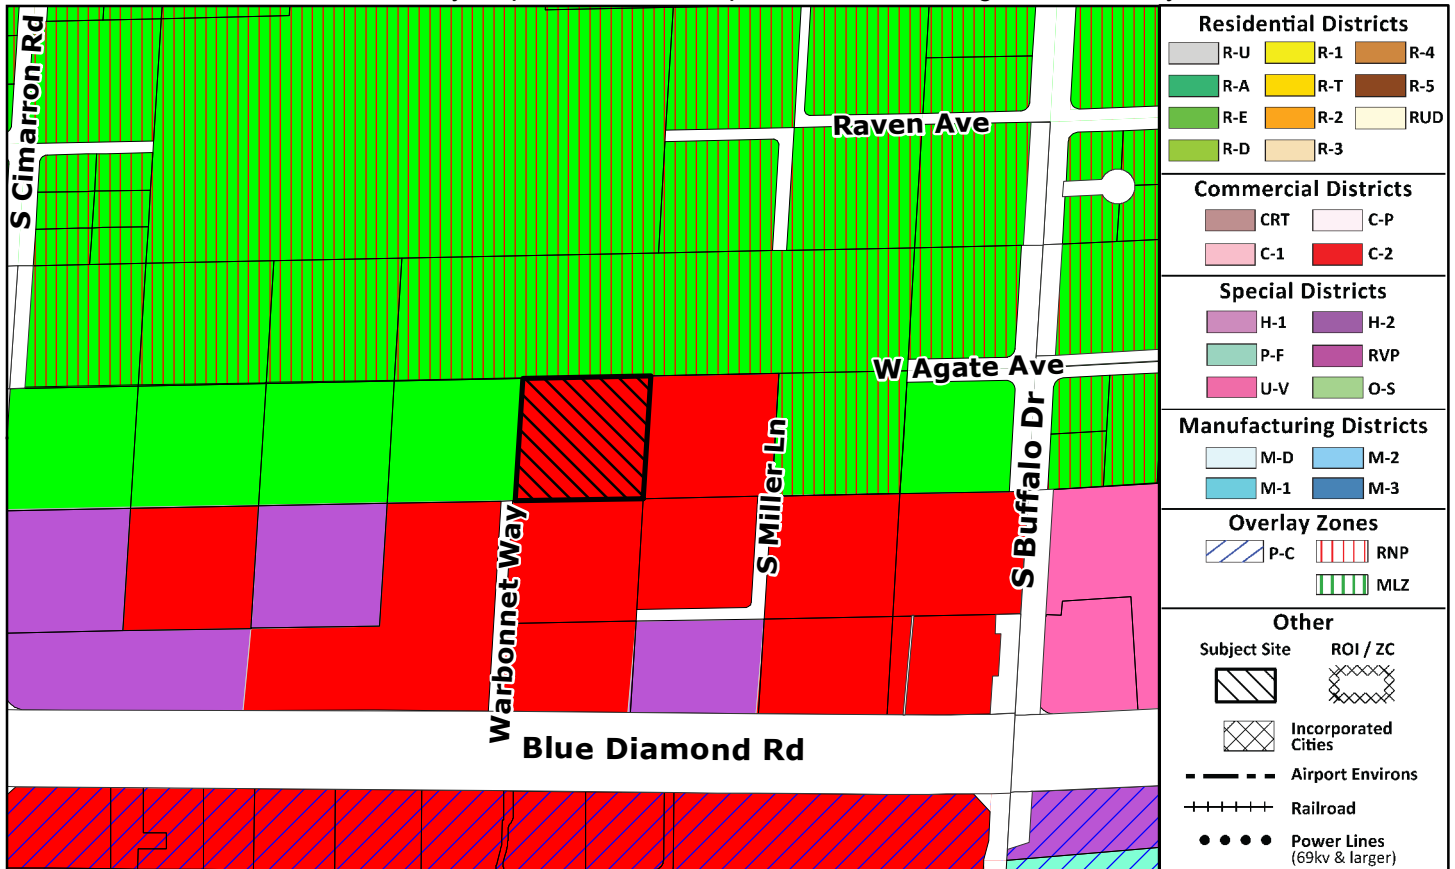 S Cimarron Rd
Raven Ave
W Agate Ave
S Miller Ln
S Buffalo Dr
Warbonnet Way
Blue Diamond Rd
Residential Districts
R-U R-1 R-4
R-A R-T R-5
R-E R-2 RUD
R-D R-3
Commercial Districts
CRT C-P
C-1 C-2
Special Districts
H-1 H-2
P-F RVP
U-V O-S
Manufacturing Districts
M-D M-2
M-1 M-3
Overlay Zones
P-C RNP
MLZ
Other
Subject Site ROI / ZC
Incorporated
Cities
Airport Environs
Railroad
Power Lines
(69kv & larger)